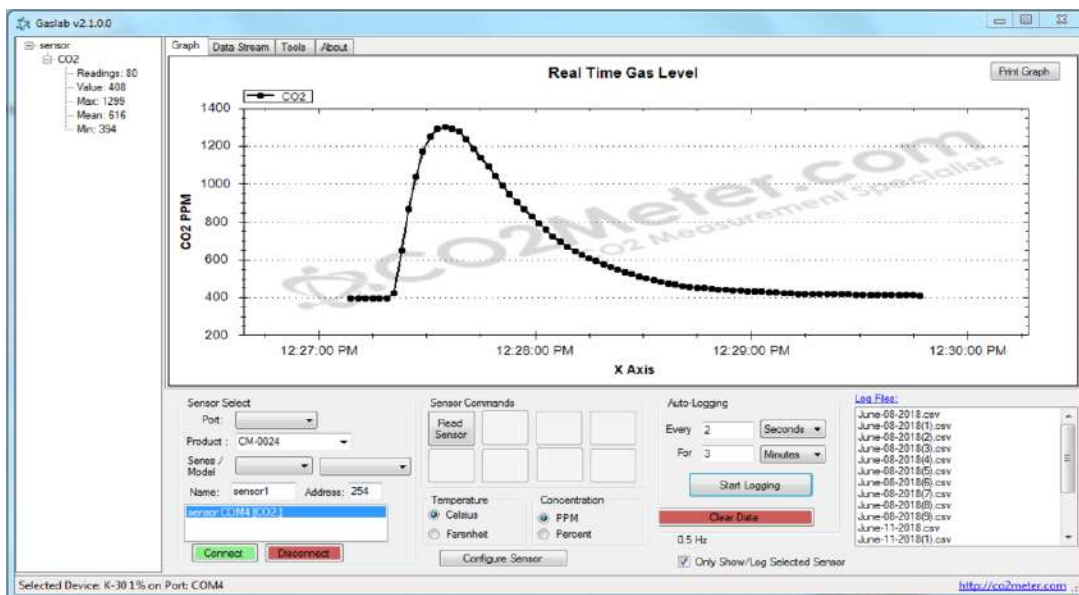 Gaslab v2.1.0.0
sensor
CO2
Readings: 80
Value: 408
Max: 1299
Mean: 616
Min: 394
Graph Data Stream Tools About
Real Time Gas Level
Print Graph
CO2
1400
1200
1000
800
600
400
200
CO2 PPM
CO2Meter.com
CO2 Measurement Specialists
12:27:00 PM 12:28:00 PM 12:29:00 PM 12:30:00 PM
X Axis
Sensor Select
Port:
Product : CM-0024
Series /
Model
Name: sensor1 Address: 254
sensor COM4 [CO2 ]
Connect Disconnect
Sensor Commands
Read
Sensor
Temperature
Celsius
Farenheit
Concentration
PPM
Percent
Configure Sensor
Auto-Logging
Every 2 Seconds
For 3 Minutes
Start Logging
Clear Data
0.5 Hz
Only Show/Log Selected Sensor
Log Files:
June-08-2018.csv
June-08-2018(1).csv
June-08-2018(2).csv
June-08-2018(3).csv
June-08-2018(4).csv
June-08-2018(5).csv
June-08-2018(6).csv
June-08-2018(7).csv
June-08-2018(8).csv
June-08-2018(9).csv
June-11-2018.csv
June-11-2018(1).csv
Selected Device: K-30 1% on Port: COM4
http://co2meter.com